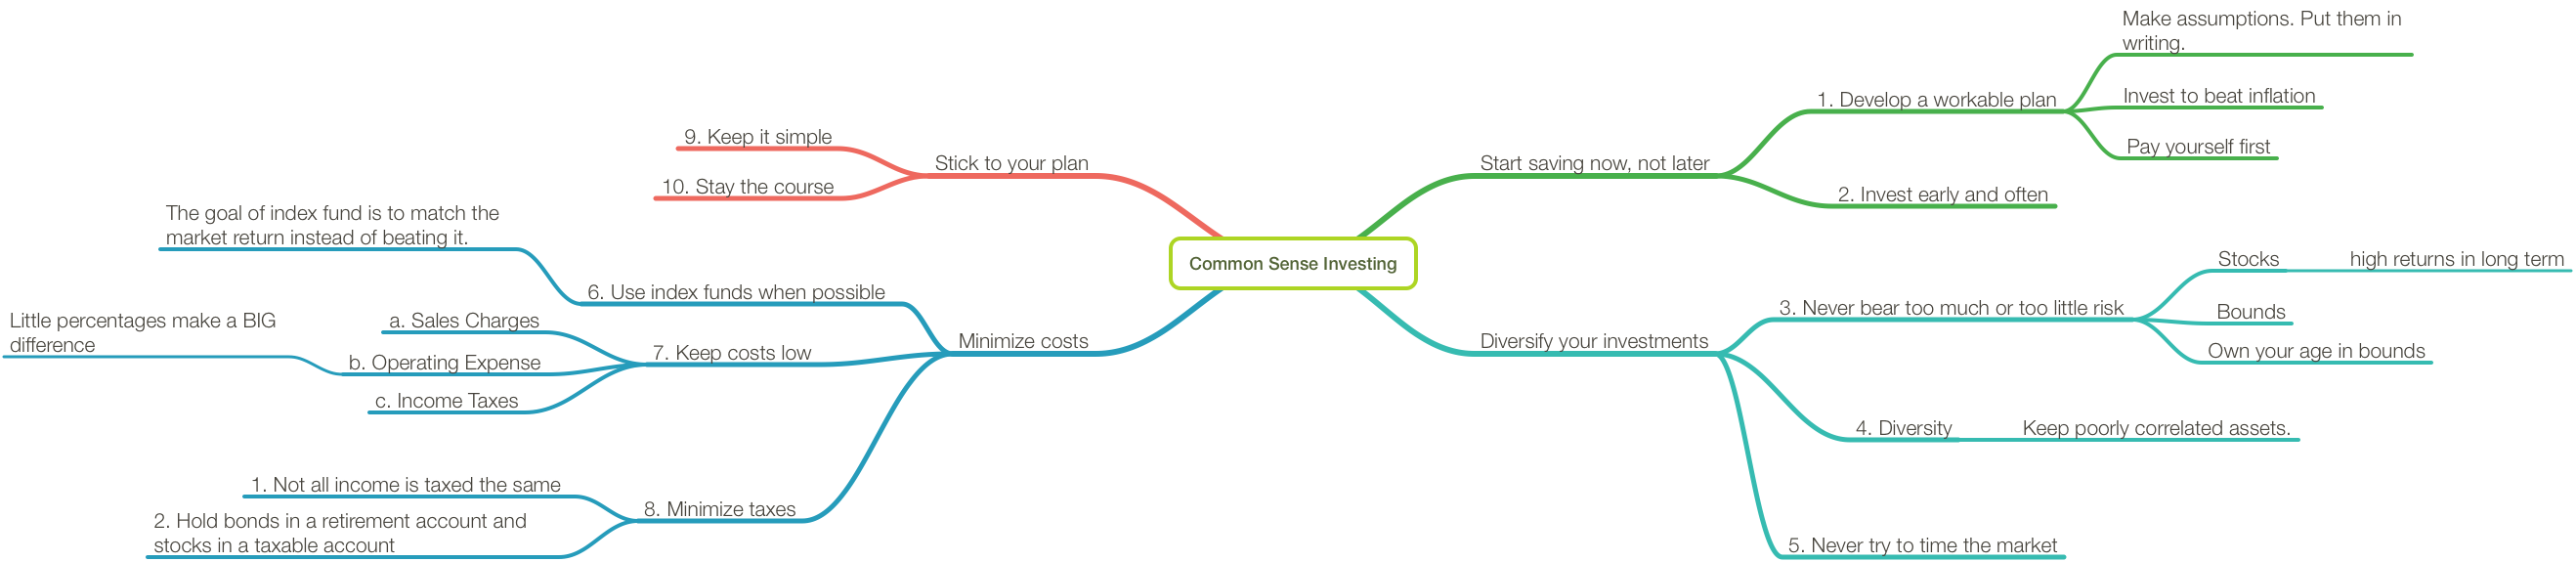 Common Sense Investing
Start saving now, not later
1. Develop a workable plan
Make assumptions. Put them in
writing.
Invest to beat inflation
Pay yourself first
2. Invest early and often
Diversify your investments
3. Never bear too much or too little risk
Stocks
high returns in long term
Bounds
Own your age in bounds
4. Diversity
Keep poorly correlated assets.
5. Never try to time the market
Minimize costs
6. Use index funds when possible
The goal of index fund is to match the
market return instead of beating it.
7. Keep costs low
a. Sales Charges
b. Operating Expense
Little percentages make a BIG
difference
c. Income Taxes
8. Minimize taxes
1. Not all income is taxed the same
2. Hold bonds in a retirement account and
stocks in a taxable account
Stick to your plan
9. Keep it simple
10. Stay the course